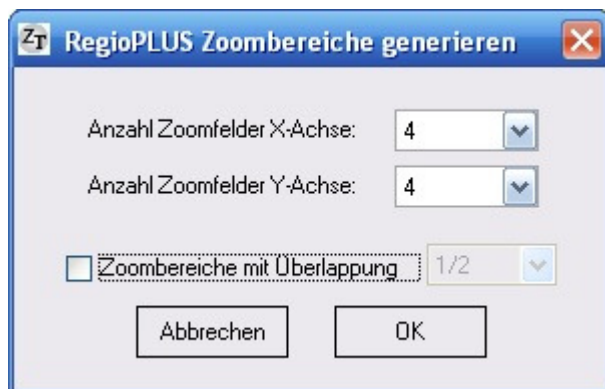 ZT RegioPLUS Zoombereiche generieren
Anzahl Zoomfelder X-Achse: 4
Anzahl Zoomfelder Y-Achse: 4
Zoombereiche mit Überlappung 1/2
Abbrechen OK